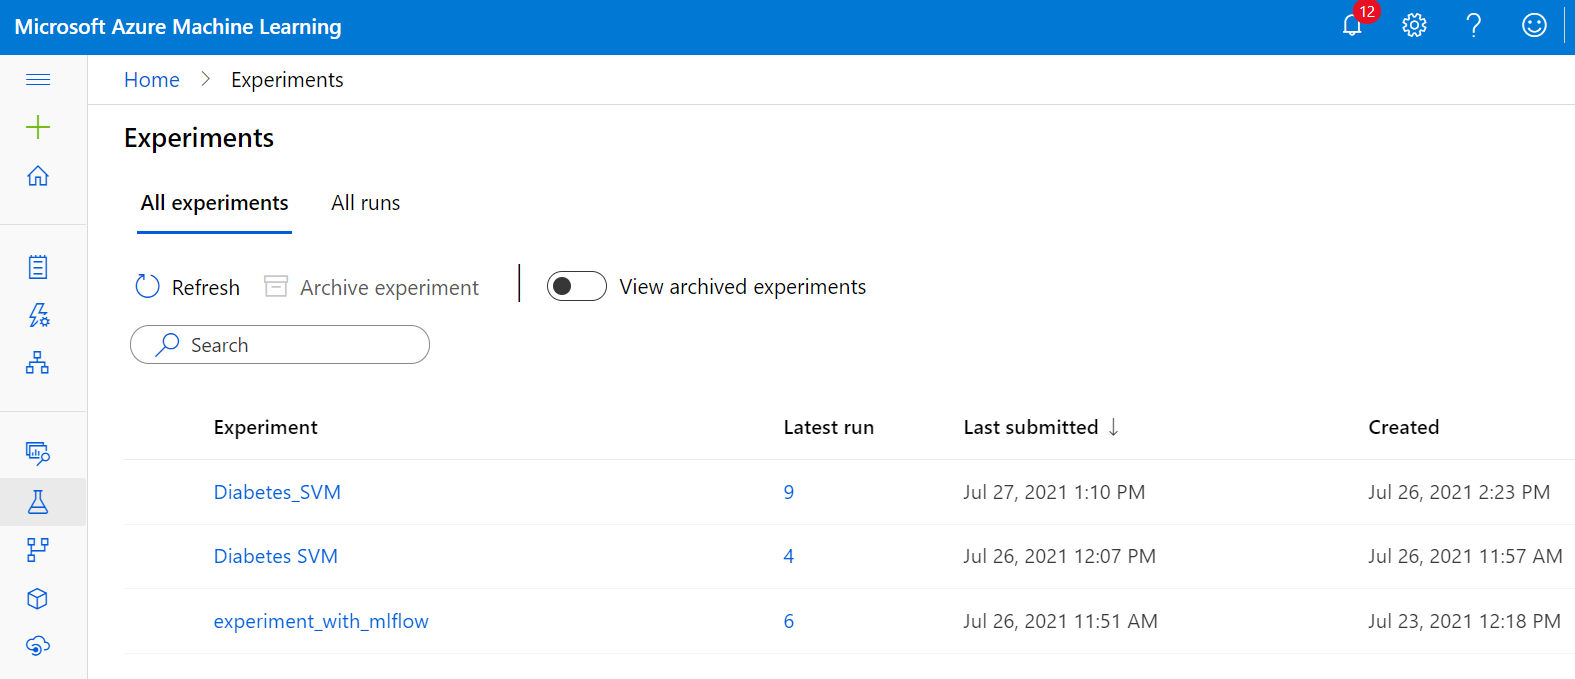 Microsoft Azure Machine Learning
12
Home > Experiments
Experiments
All experiments All runs
Refresh Archive experiment View archived experiments
Search
Experiment Latest run Last submitted ↓ Created
Diabetes_SVM 9 Jul 27, 2021 1:10 PM Jul 26, 2021 2:23 PM
Diabetes SVM 4 Jul 26, 2021 12:07 PM Jul 26, 2021 11:57 AM
experiment_with_mlflow 6 Jul 26, 2021 11:51 AM Jul 23, 2021 12:18 PM